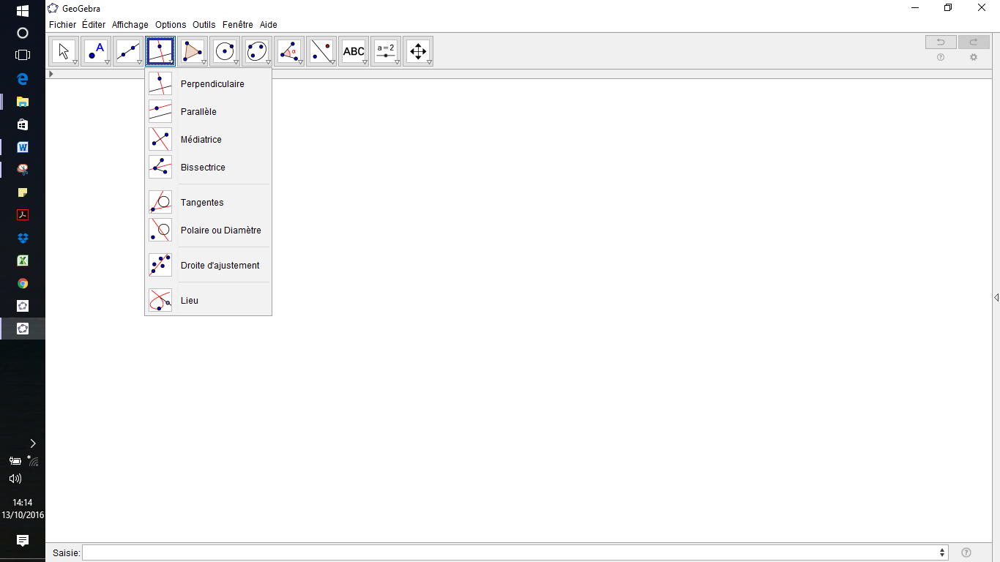 GeoGebra
Fichier Éditer Affichage Options Outils Fenêtre Aide
A
α
ABC
a=2
Perpendiculaire
Parallèle
Médiatrice
Bissectrice
Tangentes
Polaire ou Diamètre
Droite d'ajustement
Lieu
14:14
13/10/2016
Saisie: